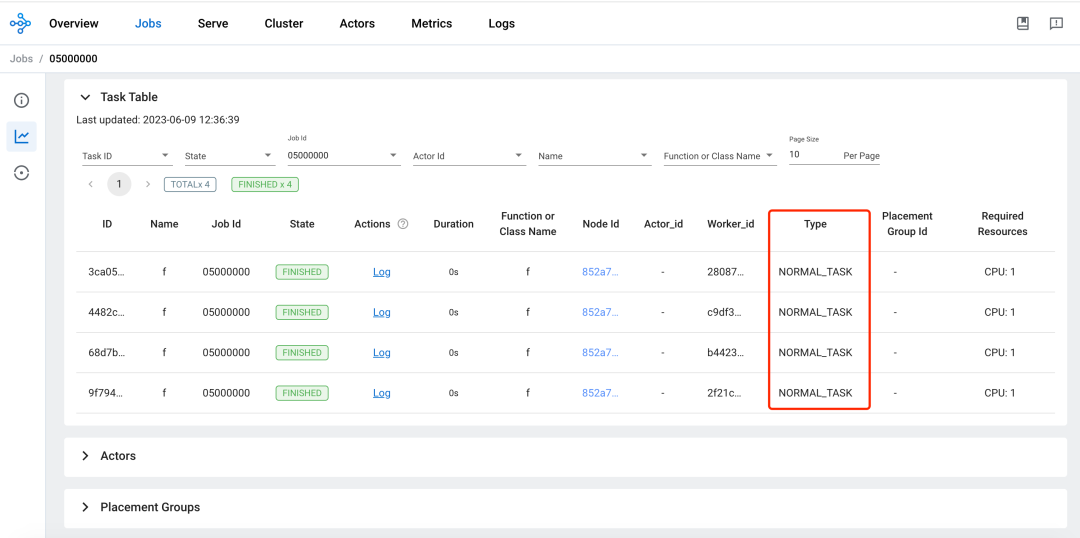 Overview Jobs Serve Cluster Actors Metrics Logs
Jobs / 05000000
Task Table
Last updated: 2023-06-09 12:36:39
Job Id
Page Size
Task ID State 05000000 Actor Id Name Function or Class Name 10 Per Page
1 TOTALx 4 FINISHED x 4
ID Name Job Id State Actions Duration Function or Class Name Node Id Actor_id Worker_id Type Placement Group Id Required Resources
3ca05... f 05000000 FINISHED Log 0s f 852a7... - 28087... NORMAL_TASK - CPU: 1
4482c... f 05000000 FINISHED Log 0s f 852a7... - c9df3... NORMAL_TASK - CPU: 1
68d7b... f 05000000 FINISHED Log 0s f 852a7... - b4423... NORMAL_TASK - CPU: 1
9f794... f 05000000 FINISHED Log 0s f 852a7... - 2f21c... NORMAL_TASK - CPU: 1
Actors
Placement Groups